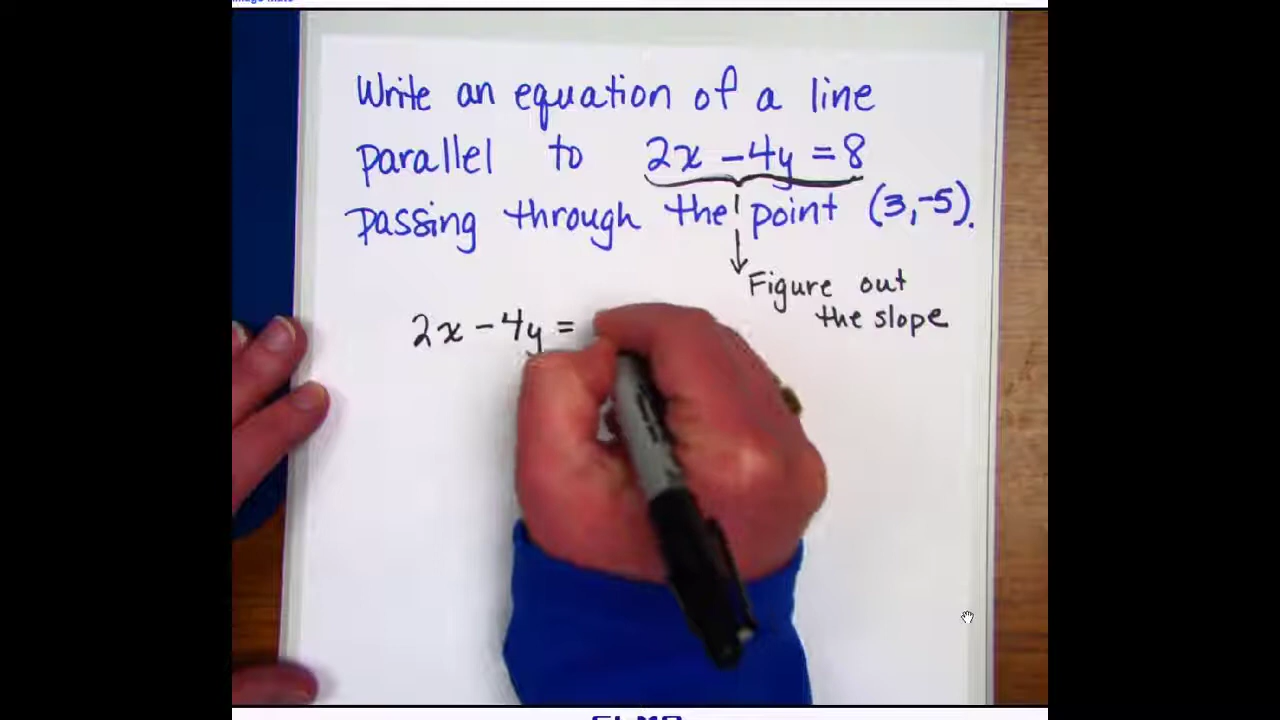 Write an equation of a line
parallel to 2x - 4y = 8
passing through the point (3,-5).
Figure out
the slope
2x - 4y =